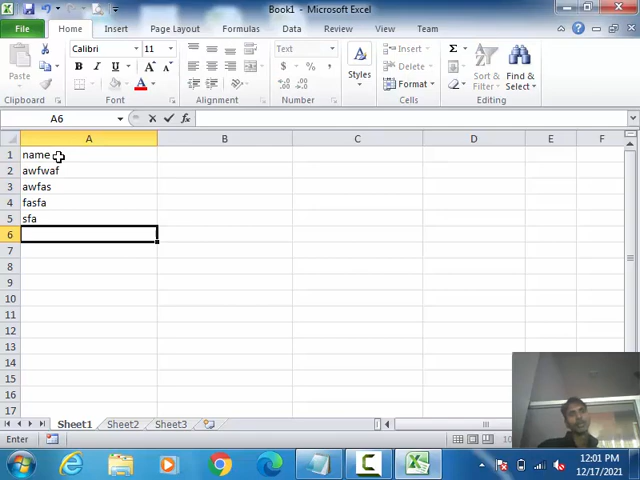 Book1 - Microsoft Excel
File Home Insert Page Layout Formulas Data Review View Team
Calibri 11 Text Insert
Paste B I U A A A $ % , Styles Delete Sort & Filter Find & Select
Format
Clipboard Font Alignment Number Cells Editing
A6 fx
A B C D E F
1 name
2 awfwaf
3 awfas
4 fasfa
5 sfa
6
7
8
9
10
11
12
13
14
15
16
17
Sheet1 Sheet2 Sheet3
Enter
12:01 PM
12/17/2021